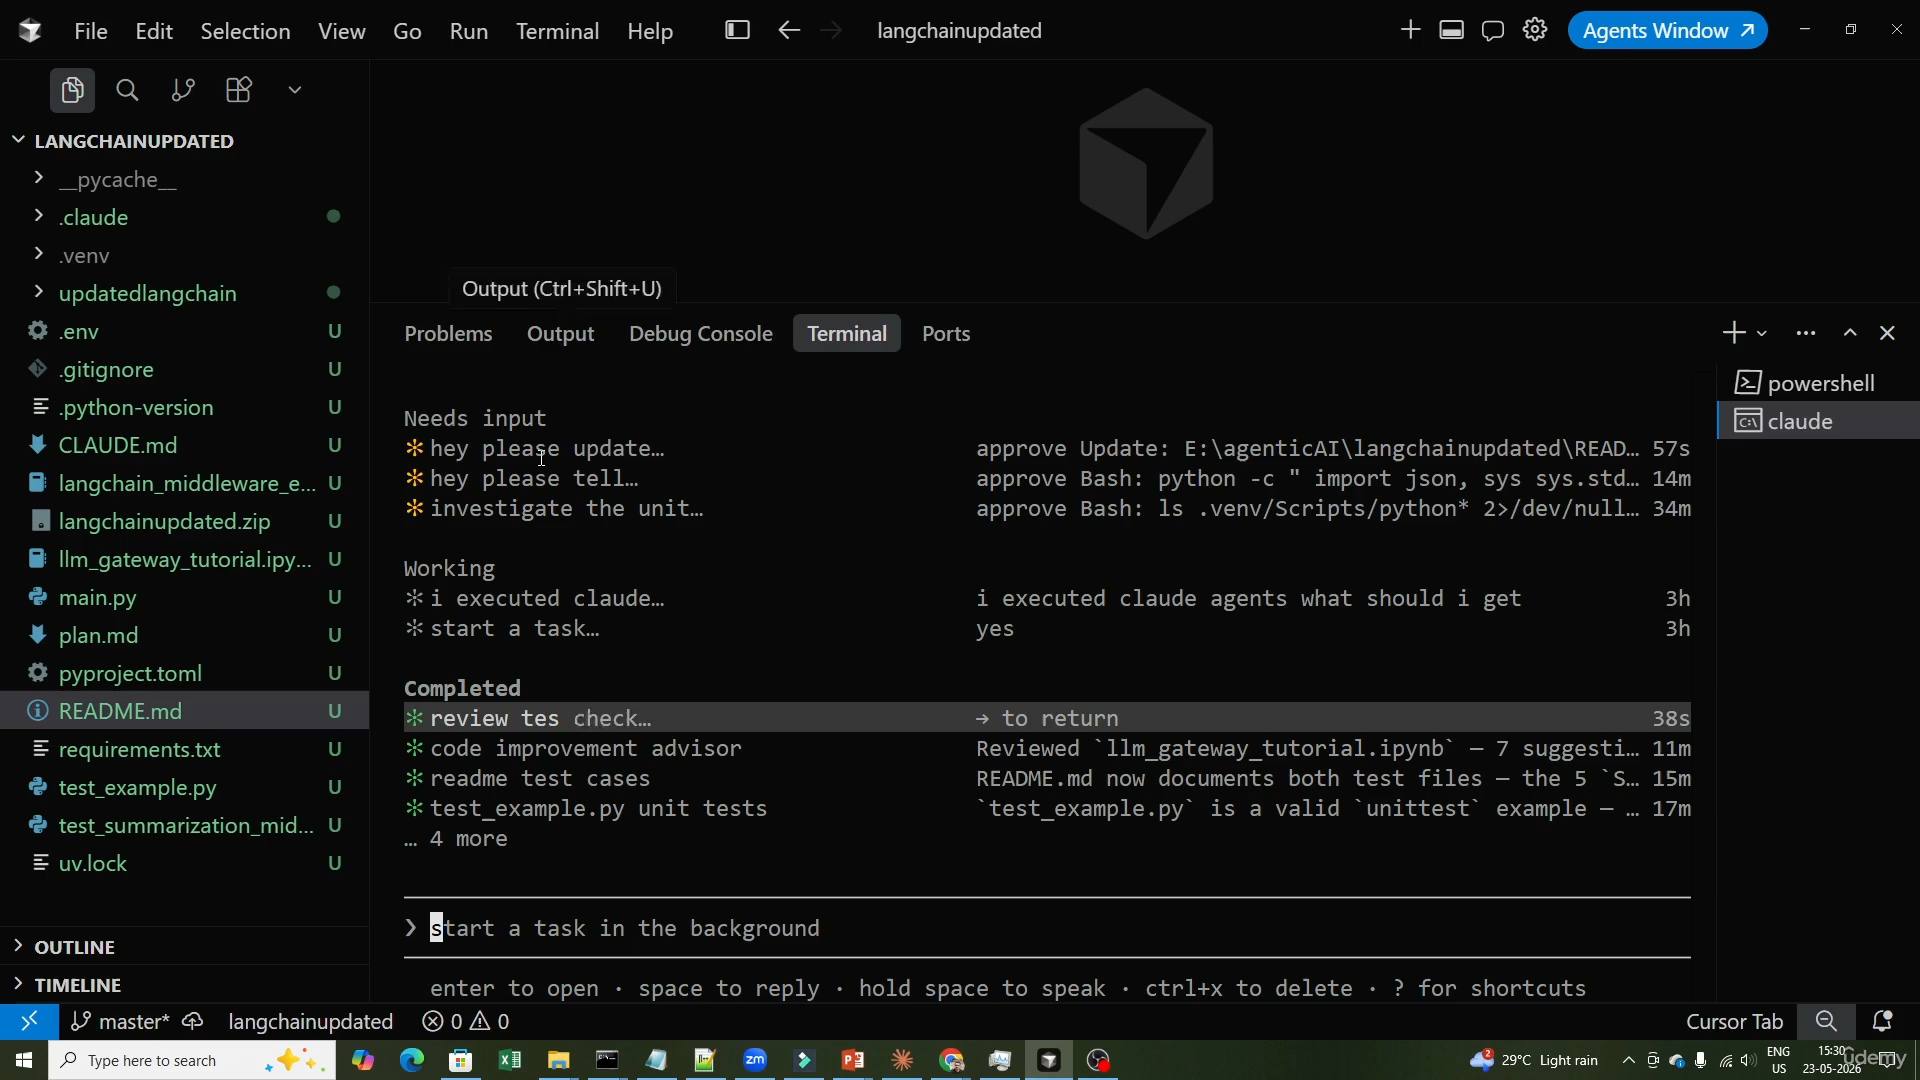 File Edit Selection View Go Run Terminal Help langchainupdated Agents Window
LANGCHAINUPDATED
__pycache__
.claude
.venv
updatedlangchain
.env U
.gitignore U
.python-version U
CLAUDE.md U
langchain_middleware_e... U
langchainupdated.zip U
llm_gateway_tutorial.ipy... U
main.py U
plan.md U
pyproject.toml U
README.md U
requirements.txt U
test_example.py U
test_summarization_mid... U
uv.lock U
OUTLINE
TIMELINE
Output (Ctrl+Shift+U)
Problems Output Debug Console Terminal Ports
powershell
claude
Needs input
hey please update… approve Update: E:\agenticAI\langchainupdated\READ… 57s
hey please tell… approve Bash: python -c " import json, sys sys.std… 14m
investigate the unit… approve Bash: ls .venv/Scripts/python* 2>/dev/null… 34m
Working
i executed claude… i executed claude agents what should i get 3h
start a task… yes 3h
Completed
review tes check… → to return 38s
code improvement advisor Reviewed `llm_gateway_tutorial.ipynb` — 7 suggesti… 11m
readme test cases README.md now documents both test files — the 5 `S… 15m
test_example.py unit tests `test_example.py` is a valid `unittest` example — … 17m
… 4 more
❯ start a task in the background
enter to open · space to reply · hold space to speak · ctrl+x to delete · ? for shortcuts
master* langchainupdated 0 0 Cursor Tab
Type here to search zm 2 29°C Light rain ENG US 15:30 23-05-2026
ûdemy